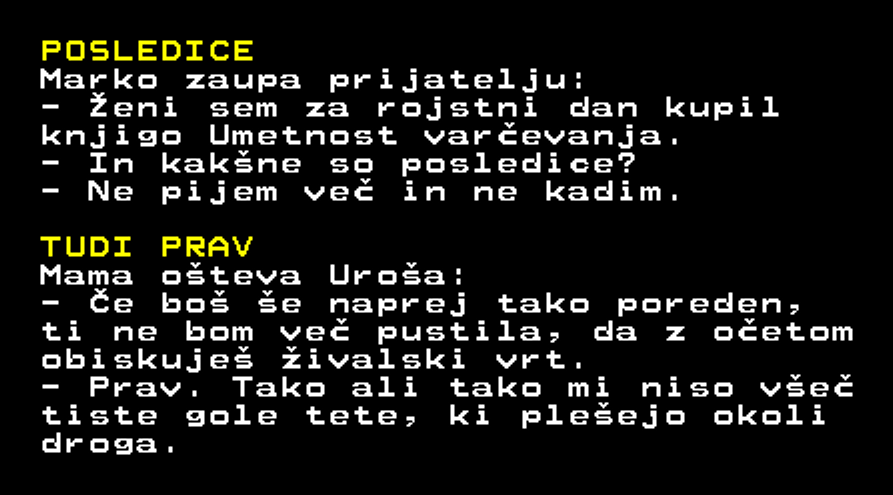 POSLEDICE
Marko zaupa prijatelju:
- Ženi sem za rojstni dan kupil
knjigo Umetnost varčevanja.
- In kakšne so posledice?
- Ne pijem več in ne kadim.
TUDI PRAV
Mama ošteva Uroša:
- Če boš še naprej tako poreden,
ti ne bom več pustila, da z očetom
obiskuješ živalski vrt.
- Prav. Tako ali tako mi niso všeč
tiste gole tete, ki plešejo okoli
droga.